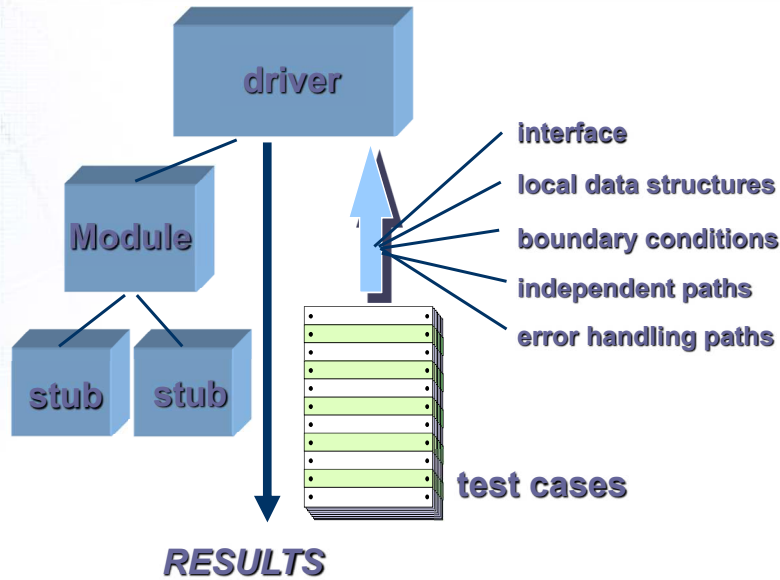 driver
interface
local data structures
Module
boundary conditions
independent paths
error handling paths
stub
stub
test cases
RESULTS